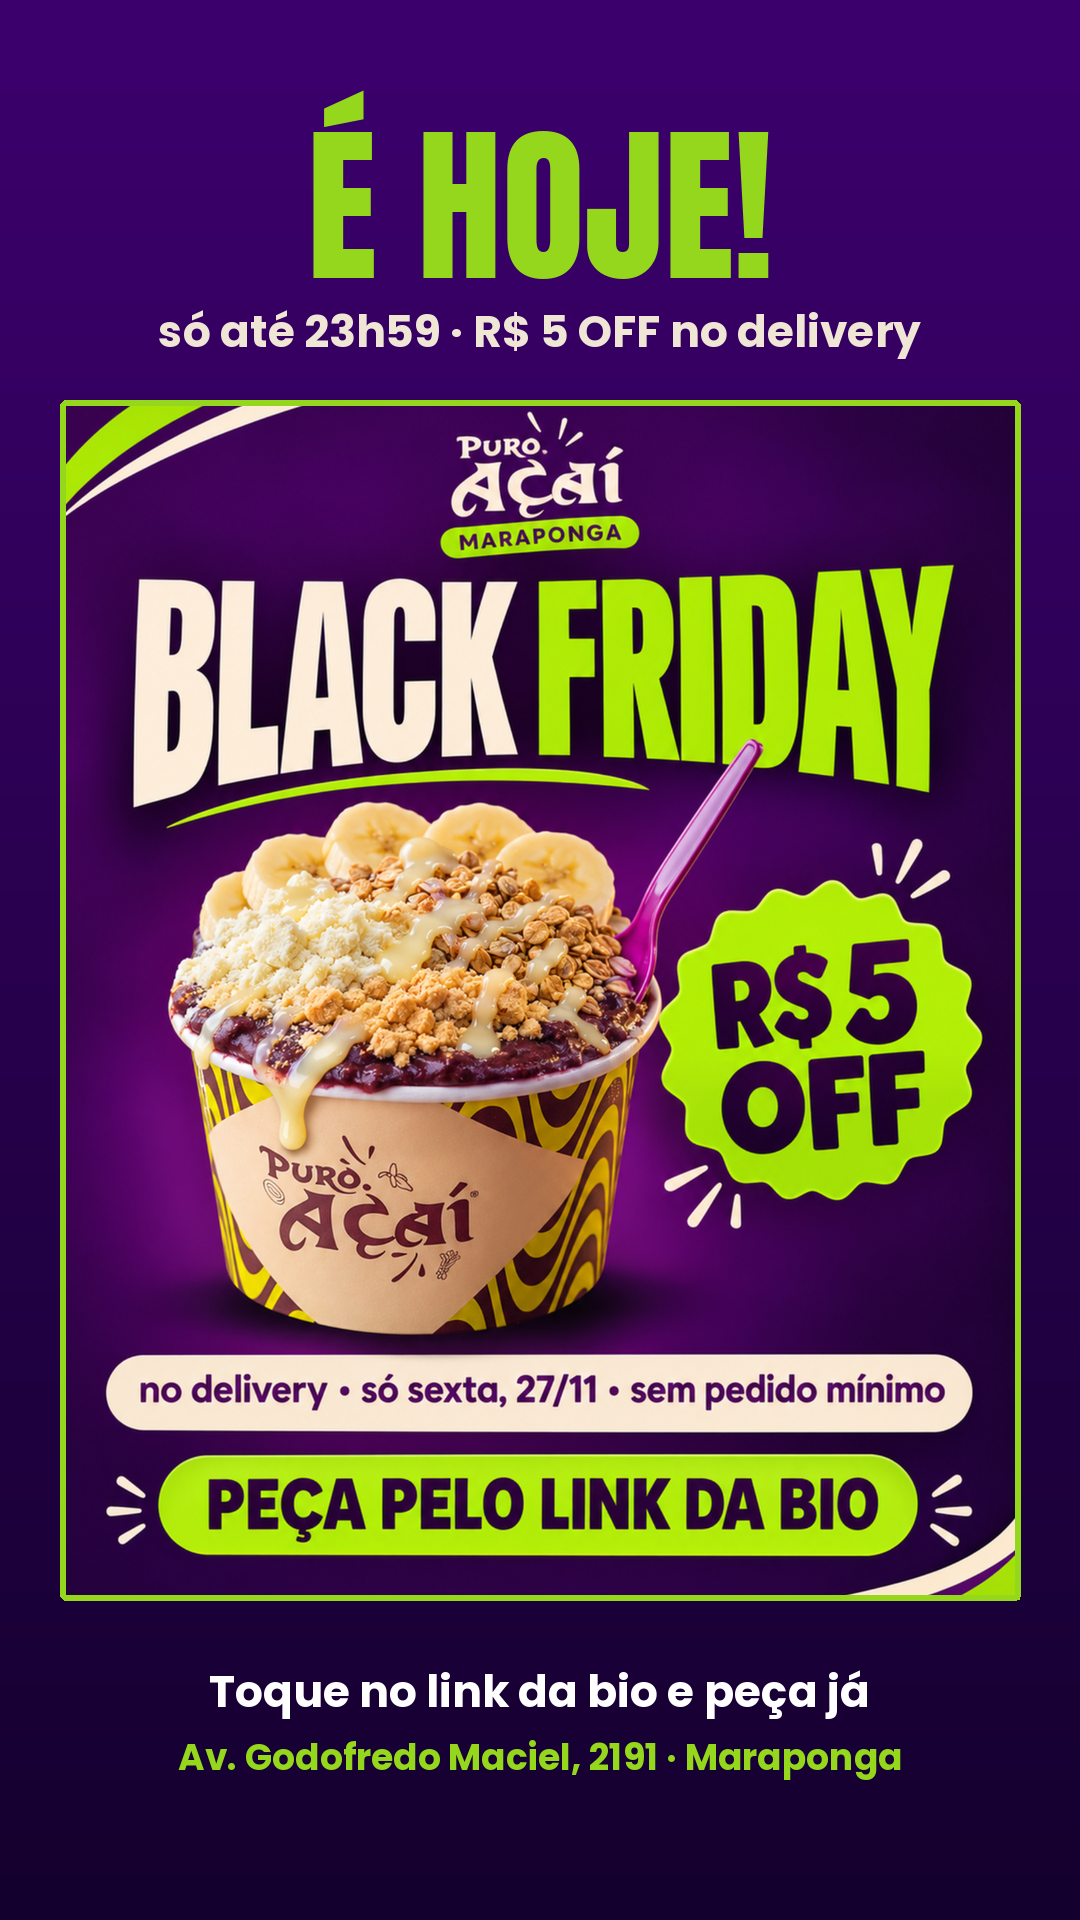 É HOJE!
só até 23h59 · R$ 5 OFF no delivery
PURO
AÇAÍ
MARAPONGA
BLACK FRIDAY
R$ 5
OFF
PURO
AÇAÍ
no delivery • só sexta, 27/11 • sem pedido mínimo
PEÇA PELO LINK DA BIO
Toque no link da bio e peça já
Av. Godofredo Maciel, 2191 · Maraponga